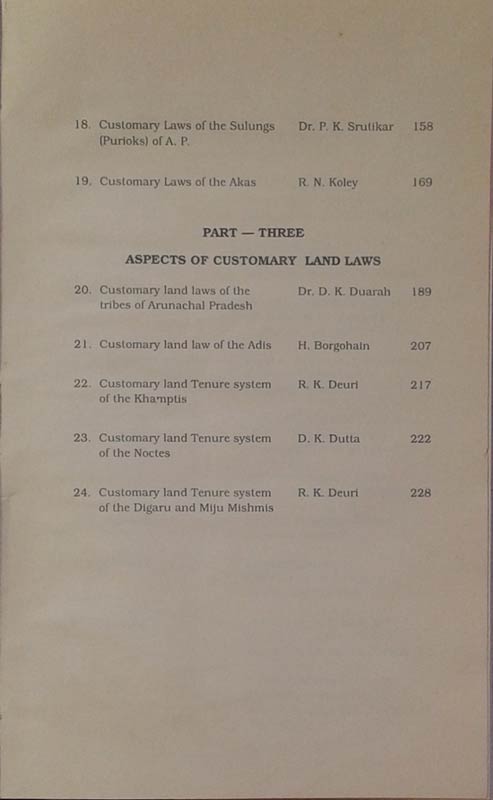 18. Customary Laws of the Sulungs Dr. P. K. Srutikar 158
(Purioks) of A. P.
19. Customary Laws of the Akas R. N. Koley 169
PART — THREE
ASPECTS OF CUSTOMARY LAND LAWS
20. Customary land laws of the Dr. D. K. Duarah 189
tribes of Arunachal Pradesh
21. Customary land law of the Adis H. Borgohain 207
22. Customary land Tenure system R. K. Deuri 217
of the Khamptis
23. Customary land Tenure system D. K. Dutta 222
of the Noctes
24. Customary land Tenure system R. K. Deuri 228
of the Digaru and Miju Mishmis